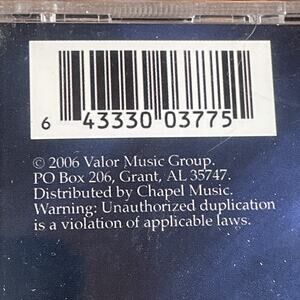 6 43330 03775
© 2006 Valor Music Group.
PO Box 206, Grant, AL 35747.
Distributed by Chapel Music.
Warning: Unauthorized duplication
is a violation of applicable laws.